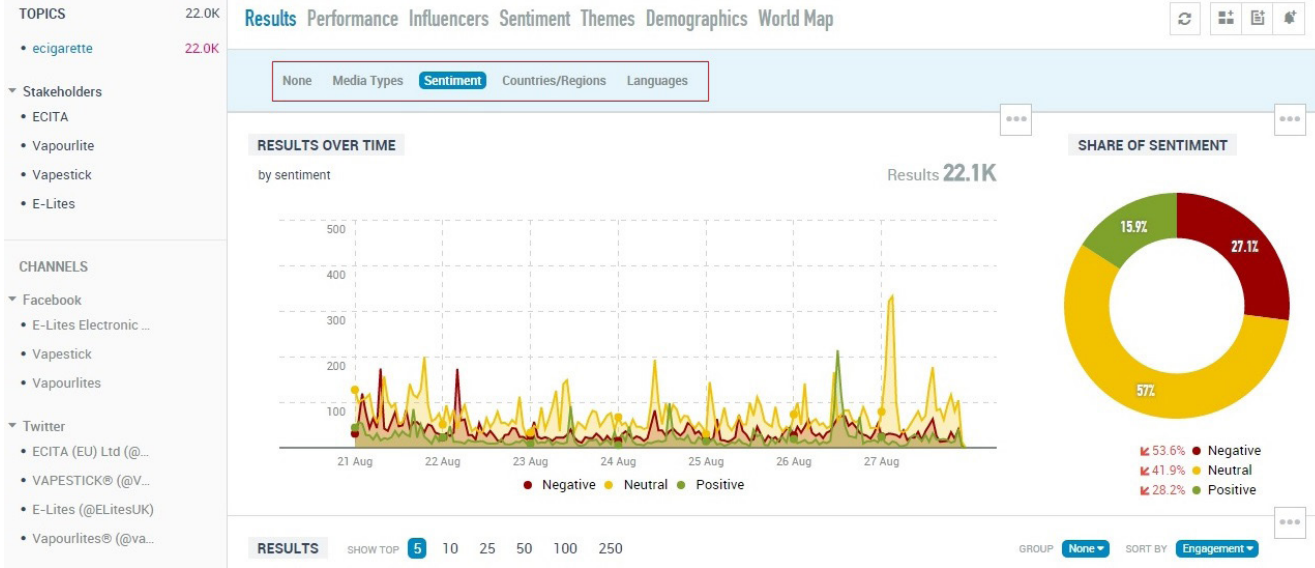 TOPICS 22.0K
• ecigarette 22.0K
Stakeholders
• ECITA
• Vapourlite
• Vapestick
• E-Lites
CHANNELS
Facebook
• E-Lites Electronic ...
• Vapestick
• Vapourlites
Twitter
• ECITA (EU) Ltd (@...
• VAPESTICK® (@V...
• E-Lites (@ELitesUK)
• Vapourlites® (@va...
Results Performance Influencers Sentiment Themes Demographics World Map
None Media Types Sentiment Countries/Regions Languages
RESULTS OVER TIME
by sentiment
Results 22.1K
500
400
300
200
100
21 Aug 22 Aug 23 Aug 24 Aug 25 Aug 26 Aug 27 Aug
Negative Neutral Positive
SHARE OF SENTIMENT
15.9%
27.1%
57%
53.6% Negative
41.9% Neutral
28.2% Positive
RESULTS SHOW TOP 5 10 25 50 100 250
GROUP None SORT BY Engagement